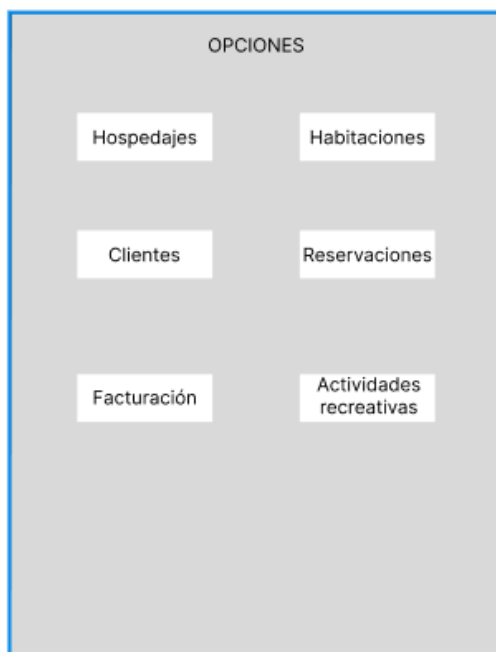 OPCIONES
Hospedajes
Habitaciones
Clientes
Reservaciones
Facturación
Actividades
recreativas